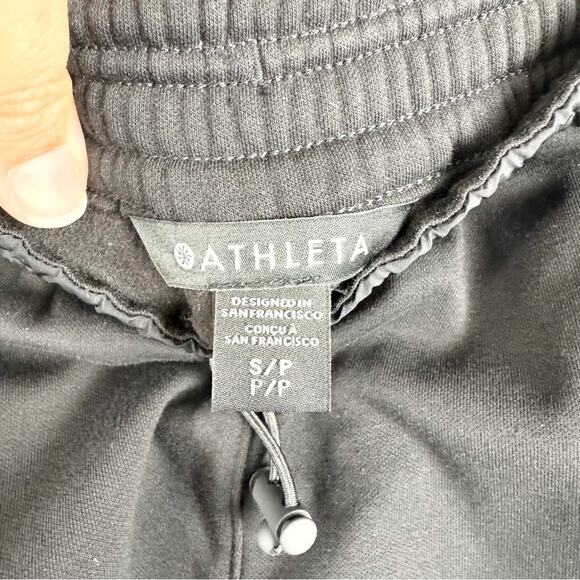 ATHLETA
DESIGNED IN
SAN FRANCISCO
CONÇU À
SAN FRANCISCO
S/P
P/P